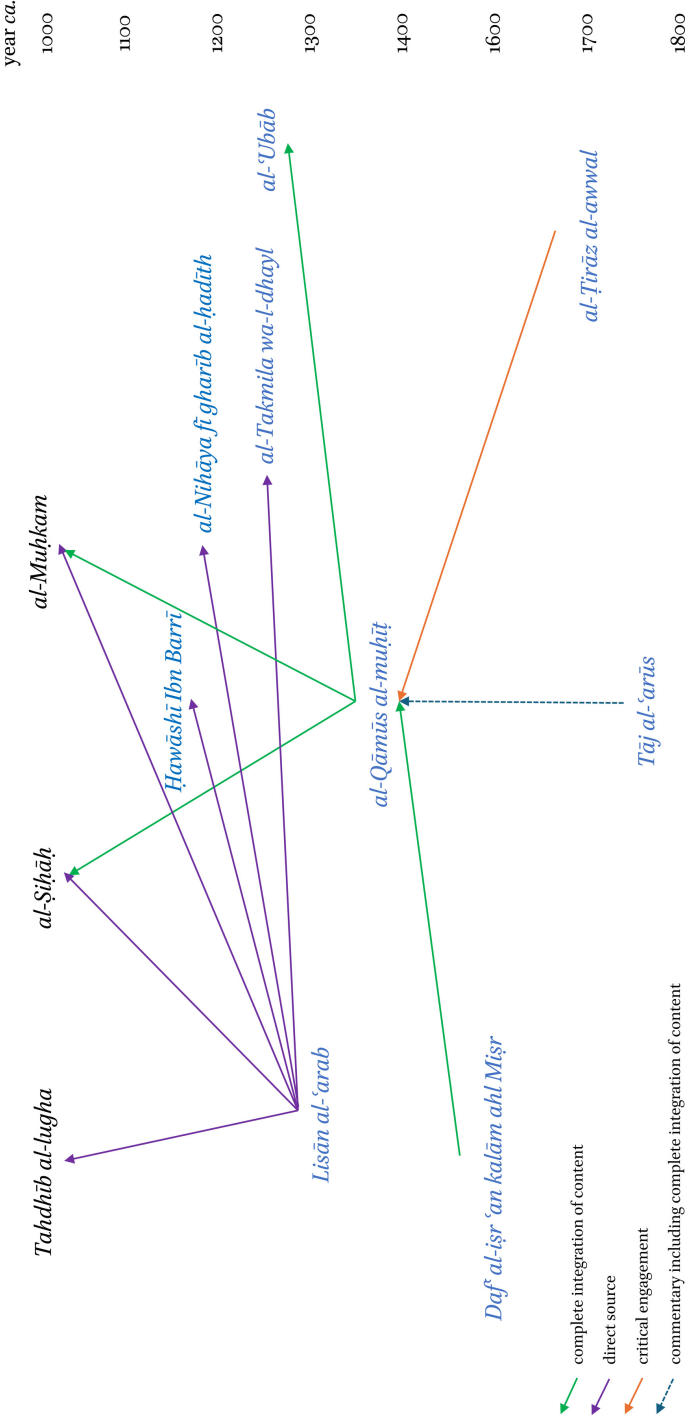 year ca.
1000
1100
1200
1300
1400
1600
1700
1800
Tahdhīb al-lugha
al-Ṣiḥāḥ
al-Muḥkam
Ḥawāshī Ibn Barrī
al-Nihāya fī gharīb al-ḥadīth
al-Takmila wa-l-dhayl
al-ʿUbāb
Lisān al-ʿarab
al-Qāmūs al-muḥīṭ
Dafʿ al-iṣr ʿan kalām ahl Miṣr
al-Ṭirāz al-awwal
Tāj al-ʿarūs
complete integration of content
direct source
critical engagement
commentary including complete integration of content